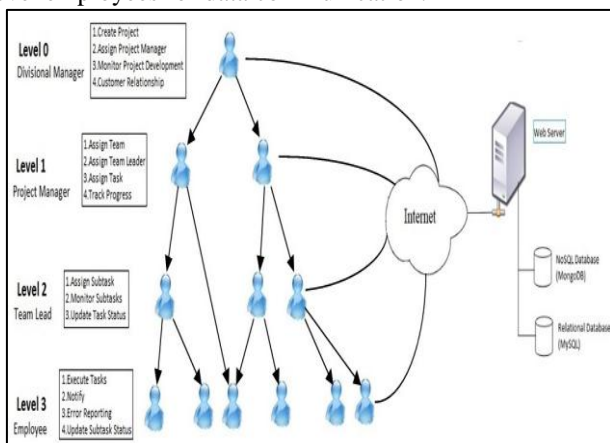 Level 0
Divisional Manager
1.Create Project
2.Assign Project Manager
3.Monitor Project Development
4.Customer Relationship
Level 1
Project Manager
1.Assign Team
2.Assign Team Leader
3.Assign Task
4.Track Progress
Level 2
Team Lead
1.Assign Subtask
2.Monitor Subtasks
3.Update Task Status
Level 3
Employee
1.Execute Tasks
2.Notify
3.Error Reporting
4.Update Subtask Status
Internet
Web Server
NoSQL Database
(MongoDB)
Relational Database
(MySQL)